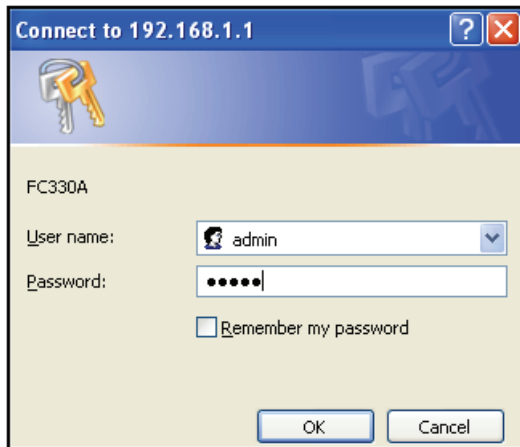 Connect to 192.168.1.1
FC330A
User name: admin
Password: •••••
Remember my password
OK Cancel